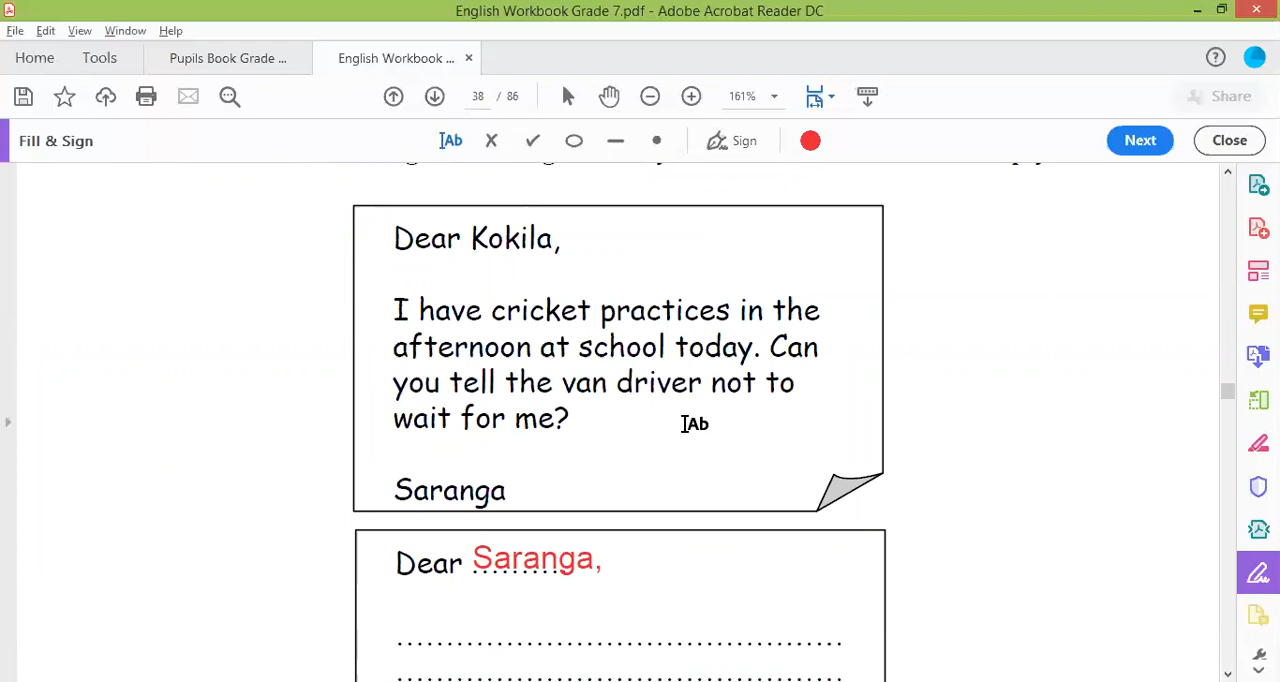 English Workbook Grade 7.pdf - Adobe Acrobat Reader DC
File Edit View Window Help
Home Tools Pupils Book Grade ... English Workbook ... ×
38 / 86 161% Share
Fill & Sign Ab Sign Next Close
Dear Kokila,
I have cricket practices in the
afternoon at school today. Can
you tell the van driver not to
wait for me?
Ab
Saranga
Dear Saranga,